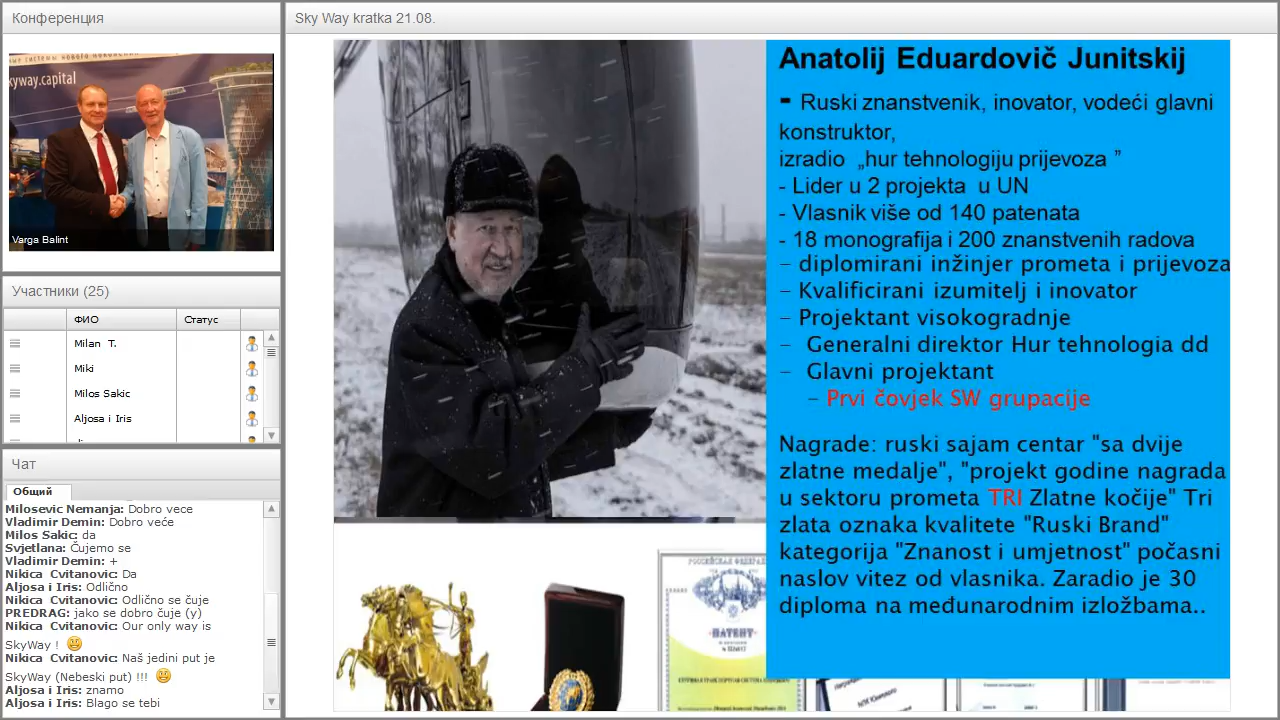 Конференция
Sky Way kratka 21.08.
kyway.capital
Varga Balint
Участники (25)
ФИО
Статус
Milan T.
Miki
Milos Sakic
Aljosa i Iris
Чат
Общий
Milosevic Nemanja: Dobro vece
Vladimir Demin: Dobro veče
Milos Sakic: da
Svjetlana: Čujemo se
Vladimir Demin: +
Nikica Cvitanovic: Da
Aljosa i Iris: Odlično
Nikica Cvitanovic: Odlično se čuje
PREDRAG: jasno i dobro cuje (y)
Nikica Cvitanovic: Our only way is
SkyWay !
Nikica Cvitanovic: Naš jedini put je
SkyWay (Nebeski put) !!!
Aljosa i Iris: Znamo
Aljosa i Iris: Blago nama
Anatolij Eduardovič Junitskij
- Ruski znanstvenik, inovator, vodeći glavni
konstruktor,
izradio „hur tehnologiju prijevoza ”
- Lider u 2 projekta u UN
- Vlasnik više od 140 patenata
- 18 monografija i 200 znanstvenih radova
– diplomirani inžinjer prometa i prijevoza
– Kvalificirani izumitelj i inovator
– Projektant visokogradnje
– Generalni direktor Hur tehnologia dd
– Glavni projektant
– Prvi čovjek SW grupacije
Nagrade: ruski sajam centar "sa dvije
zlatne medalje", "projekt godine nagrada
u sektoru prometa TRI Zlatne kočije" Tri
zlata oznaka kvalitete "Ruski Brand"
kategorija "Znanost i umjetnost" počasni
naslov vitez od vlasnika. Zaradio je 30
diploma na međunarodnim izložbama..
ПАТЕНТ